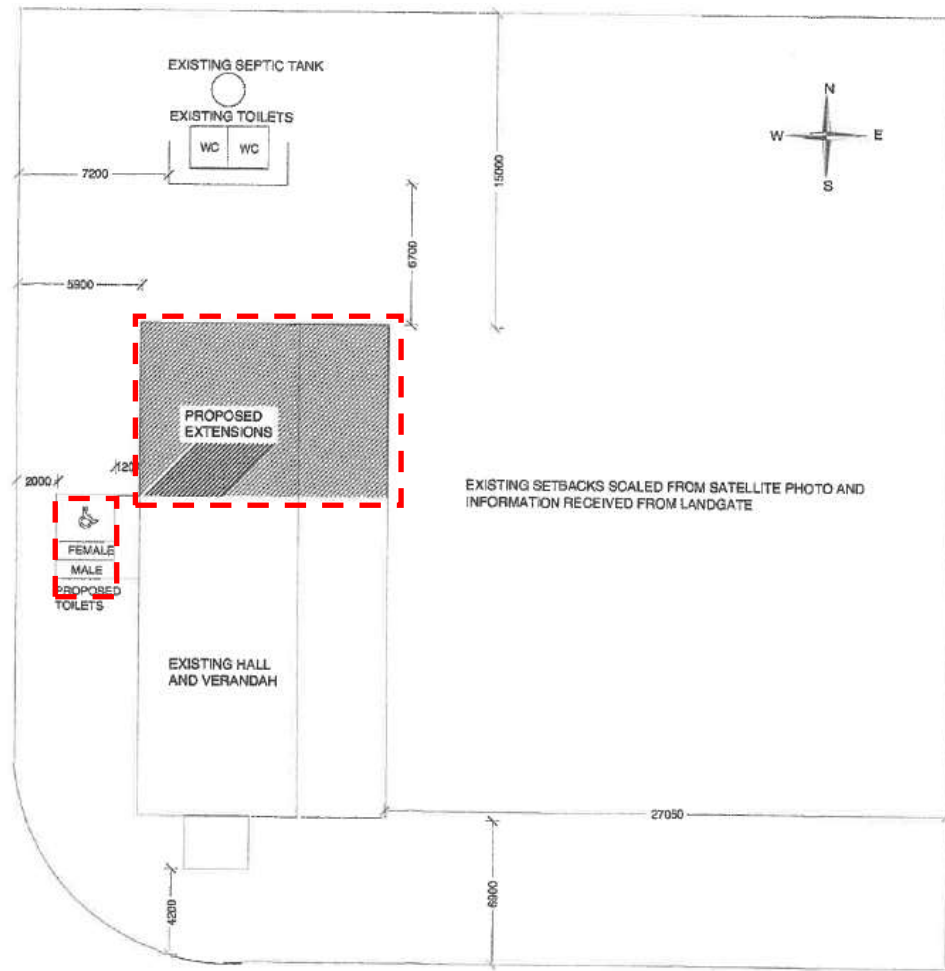 EXISTING SEPTIC TANK
EXISTING TOILETS
WC WC
N
W E
S
7200
15000
6700
5900
PROPOSED
EXTENSIONS
2000
EXISTING SETBACKS SCALED FROM SATELLITE PHOTO AND
INFORMATION RECEIVED FROM LANDGATE
FEMALE
MALE
PROPOSED
TOILETS
EXISTING HALL
AND VERANDAH
27050
4200
6900